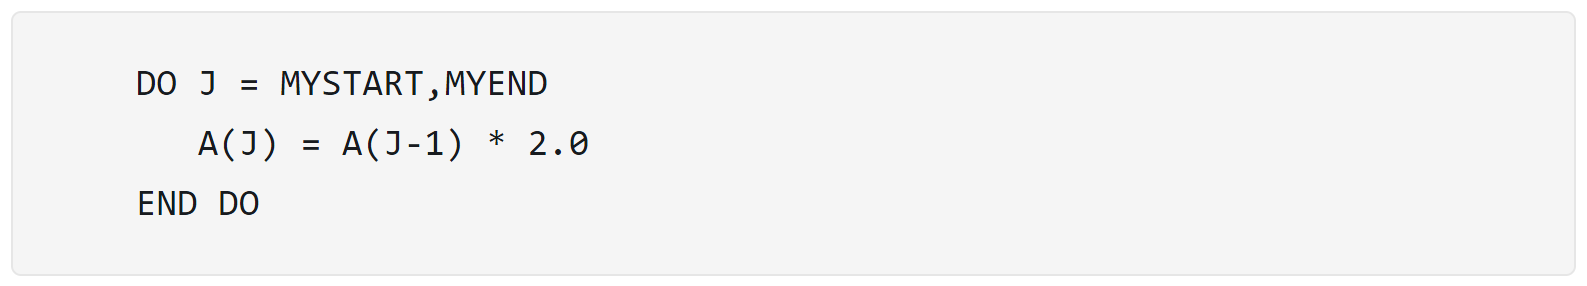 DO J = MYSTART,MYEND
   A(J) = A(J-1) * 2.0
END DO